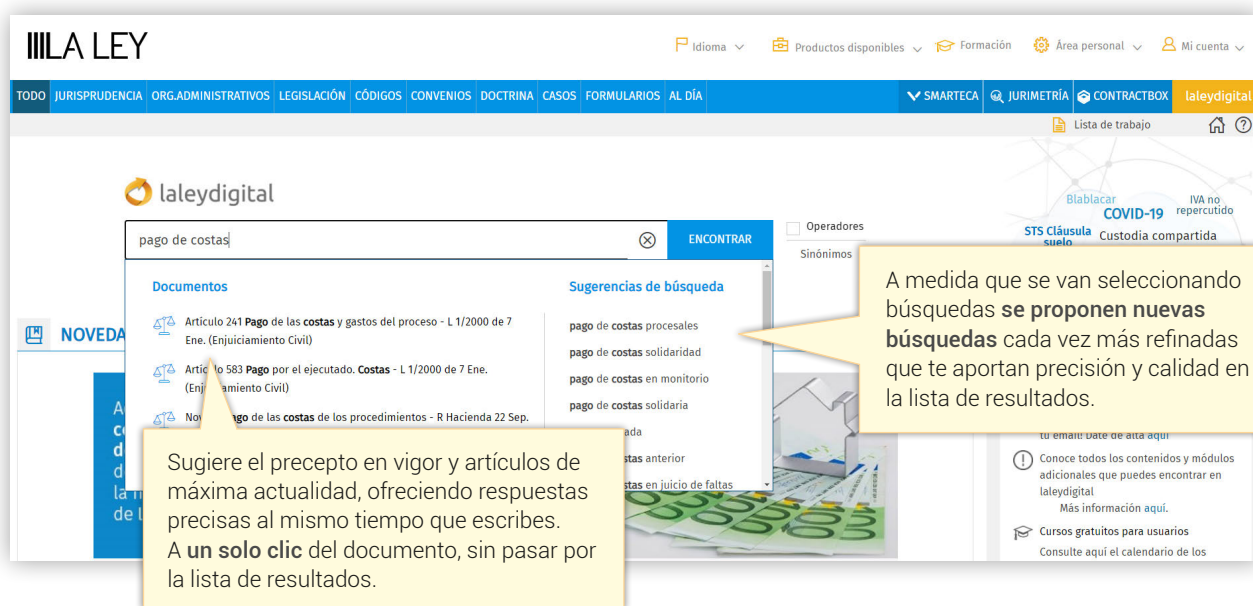 LA LEY
Idioma
Productos disponibles
Formación
Área personal
Mi cuenta
TODO JURISPRUDENCIA ORG.ADMINISTRATIVOS LEGISLACIÓN CÓDIGOS CONVENIOS DOCTRINA CASOS FORMULARIOS AL DÍA
SMARTECA JURIMETRÍA CONTRACTBOX laleydigital
Lista de trabajo
laleydigital
pago de costas
ENCONTRAR
Operadores
Sinónimos
Blablacar
COVID-19
IVA no
repercutido
STS Cláusula
suelo
Custodia compartida
Documentos
Artículo 241 Pago de las costas y gastos del proceso - L 1/2000 de 7
Ene. (Enjuiciamiento Civil)
Artículo 583 Pago por el ejecutado. Costas - L 1/2000 de 7 Ene.
(Enjuiciamiento Civil)
de las costas de los procedimientos - R Hacienda 22 Sep.
Sugerencias de búsqueda
pago de costas procesales
pago de costas solidaridad
pago de costas en monitorio
pago de costas solidaria
anterior
en juicio de faltas
A medida que se van seleccionando
búsquedas se proponen nuevas
búsquedas cada vez más refinadas
que te aportan precisión y calidad en
la lista de resultados.
Sugiere el precepto en vigor y artículos de
máxima actualidad, ofreciendo respuestas
precisas al mismo tiempo que escribes.
A un solo clic del documento, sin pasar por
la lista de resultados.
tu email! Date de alta aquí
Conoce todos los contenidos y módulos
adicionales que puedes encontrar en
laleydigital
Más información aquí.
Cursos gratuitos para usuarios
Consulte aquí el calendario de los